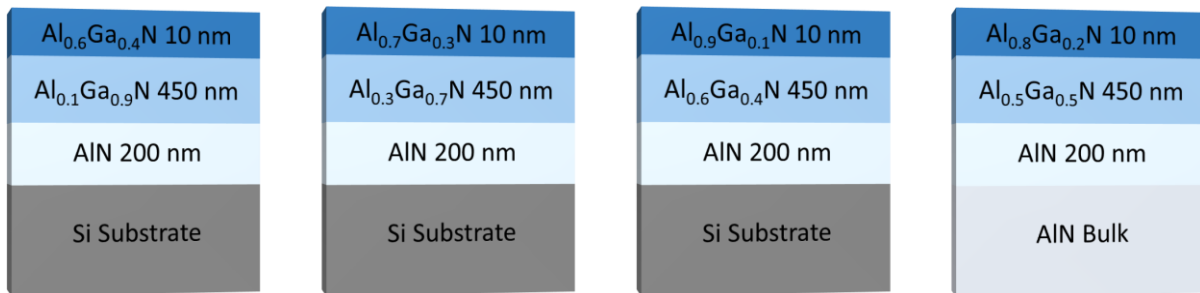 Al₀.₆Ga₀.₄N 10 nm
Al₀.₁Ga₀.₉N 450 nm
AlN 200 nm
Si Substrate
Al₀.₇Ga₀.₃N 10 nm
Al₀.₃Ga₀.₇N 450 nm
AlN 200 nm
Si Substrate
Al₀.₉Ga₀.₁N 10 nm
Al₀.₆Ga₀.₄N 450 nm
AlN 200 nm
Si Substrate
Al₀.₈Ga₀.₂N 10 nm
Al₀.₅Ga₀.₅N 450 nm
AlN 200 nm
AlN Bulk